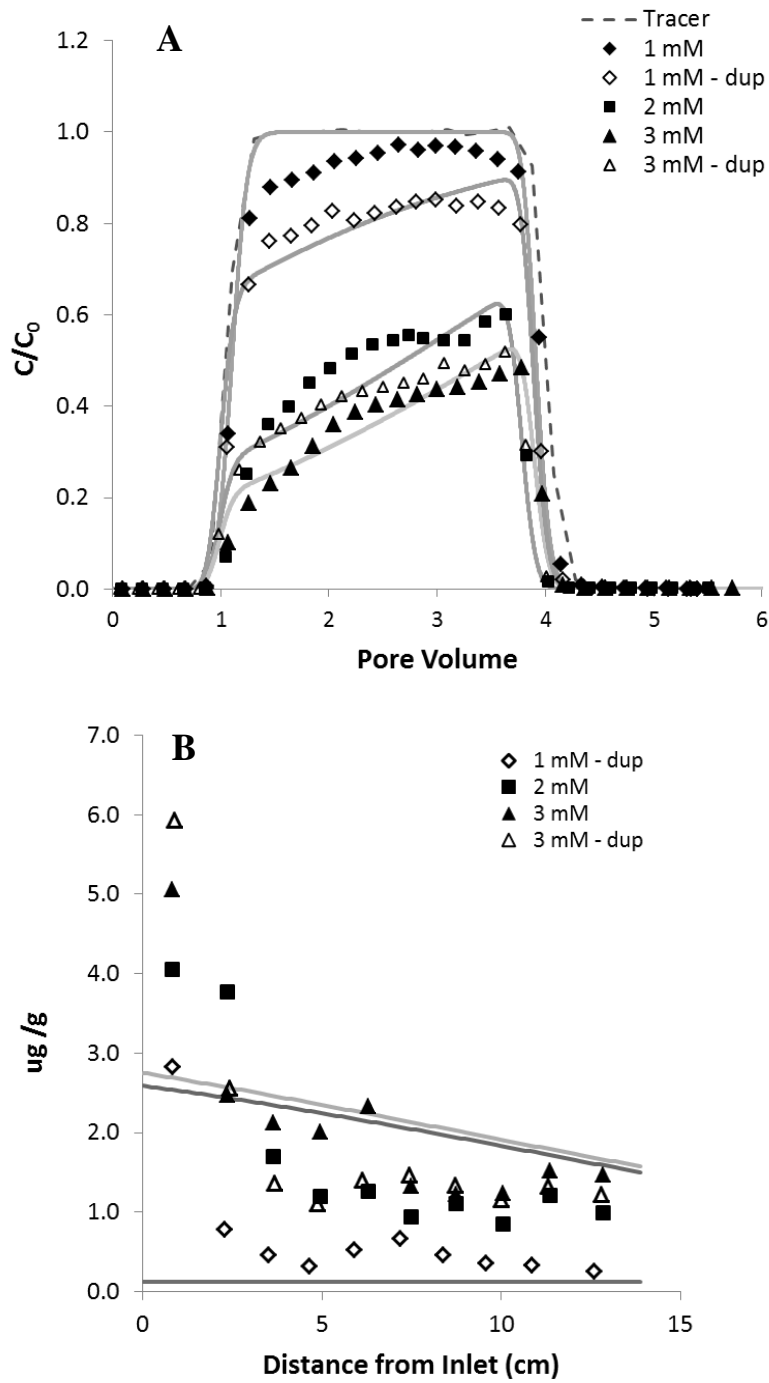 A
Tracer
1 mM
1 mM - dup
2 mM
3 mM
3 mM - dup
1.2
1.0
0.8
0.6
0.4
0.2
0.0
C/C0
0 1 2 3 4 5 6
Pore Volume
B
1 mM - dup
2 mM
3 mM
3 mM - dup
7.0
6.0
5.0
4.0
3.0
2.0
1.0
0.0
ug /g
0 5 10 15
Distance from Inlet (cm)